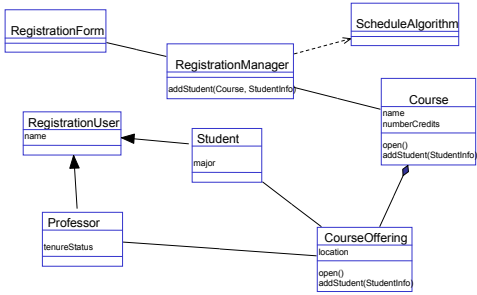 RegistrationForm
ScheduleAlgorithm
RegistrationManager
addStudent(Course, StudentInfo)
Course
name
numberCredits
open()
addStudent(StudentInfo)
RegistrationUser
name
Student
major
Professor
tenureStatus
CourseOffering
location
open()
addStudent(StudentInfo)